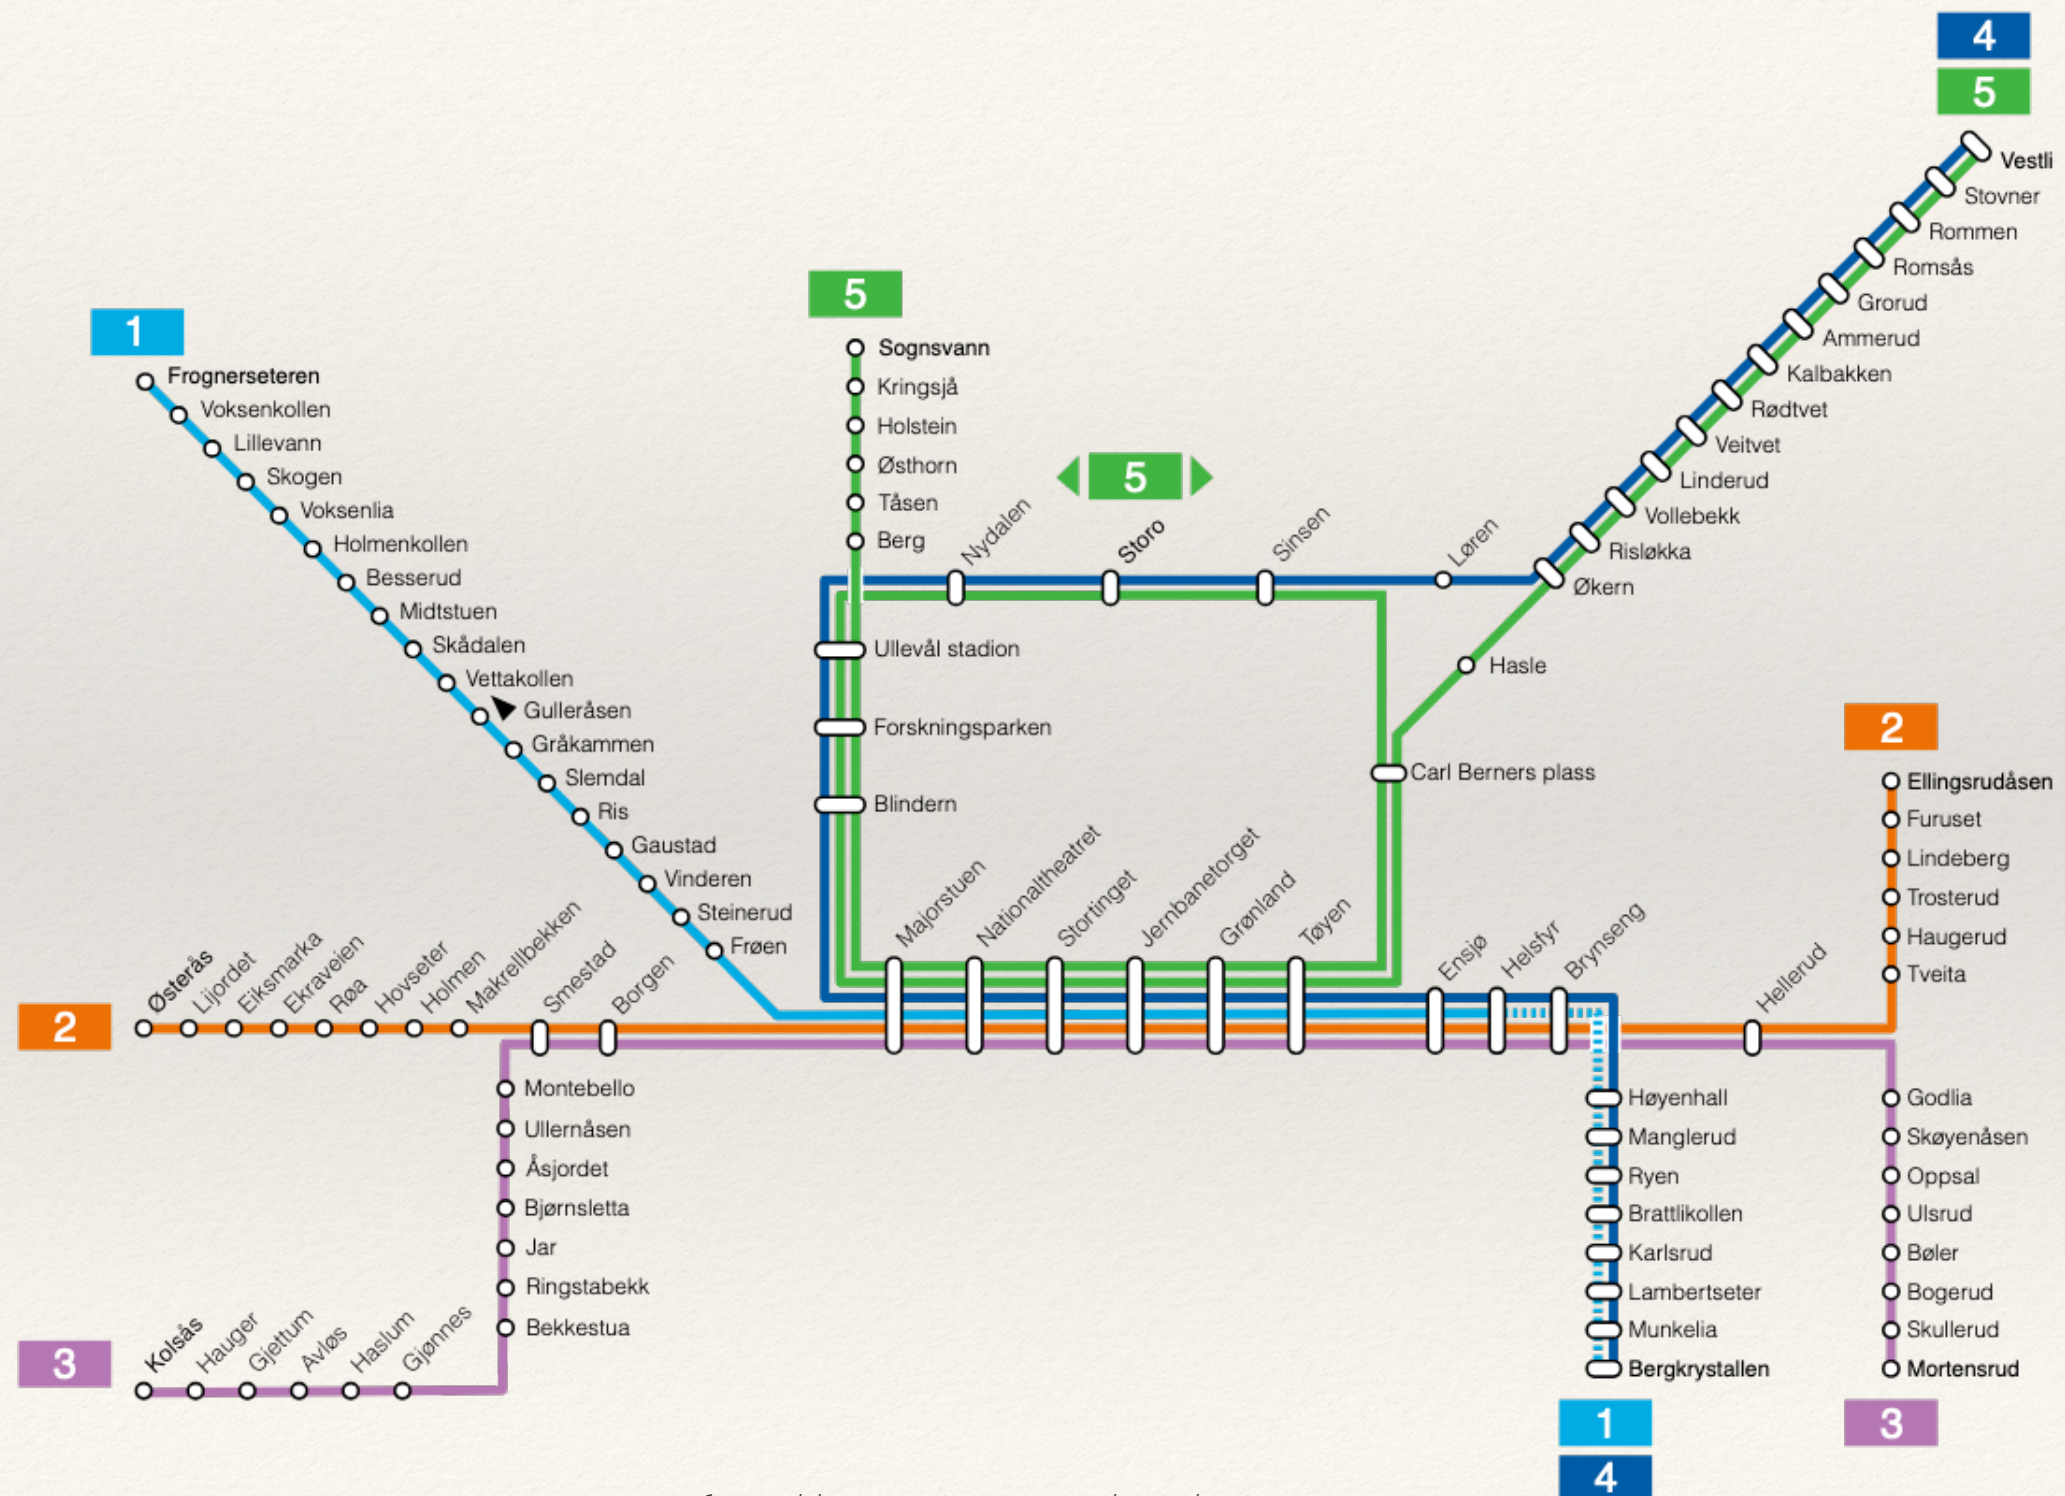 4
5
Vestli
Stovner
Rommen
Romsås
Grorud
Ammerud
Kalbakken
Rødtvet
Veitvet
Linderud
Vollebekk
Risløkka
Økern
1
Frognerseteren
Voksenkollen
Lillevann
Skogen
Voksenlia
Holmenkollen
Besserud
Midtstuen
Skådalen
Vettakollen
Gulleråsen
Gråkammen
Slemdal
Ris
Gaustad
Vinderen
Steinerud
Frøen
5
Sognsvann
Kringsjå
Holstein
Østhorn
Tåsen
Berg
5
Nydalen
Storo
Sinsen
Løren
Hasle
Ullevål stadion
Forskningsparken
Blindern
Carl Berners plass
Majorstuen
Nationaltheatret
Stortinget
Jernbanetorget
Grønland
Tøyen
Ensjø
Helsfyr
Brynseng
Hellerud
2
Ellingsrudåsen
Furuset
Lindeberg
Trosterud
Haugerud
Tveita
2
Østerås
Lijordet
Eiksmarka
Ekraveien
Røa
Hovseter
Holmen
Makrellbekken
Smestad
Borgen
Montebello
Ullernåsen
Åsjordet
Bjørnsletta
Jar
Ringstabekk
Bekkestua
3
Kolsås
Hauger
Gjettum
Avløs
Haslum
Gjønnes
Høyenhall
Manglerud
Ryen
Brattlikollen
Karlsrud
Lambertseter
Munkelia
Bergkrystallen
1
4
Godlia
Skøyenåsen
Oppsal
Ulsrud
Bøler
Bogerud
Skullerud
Mortensrud
3